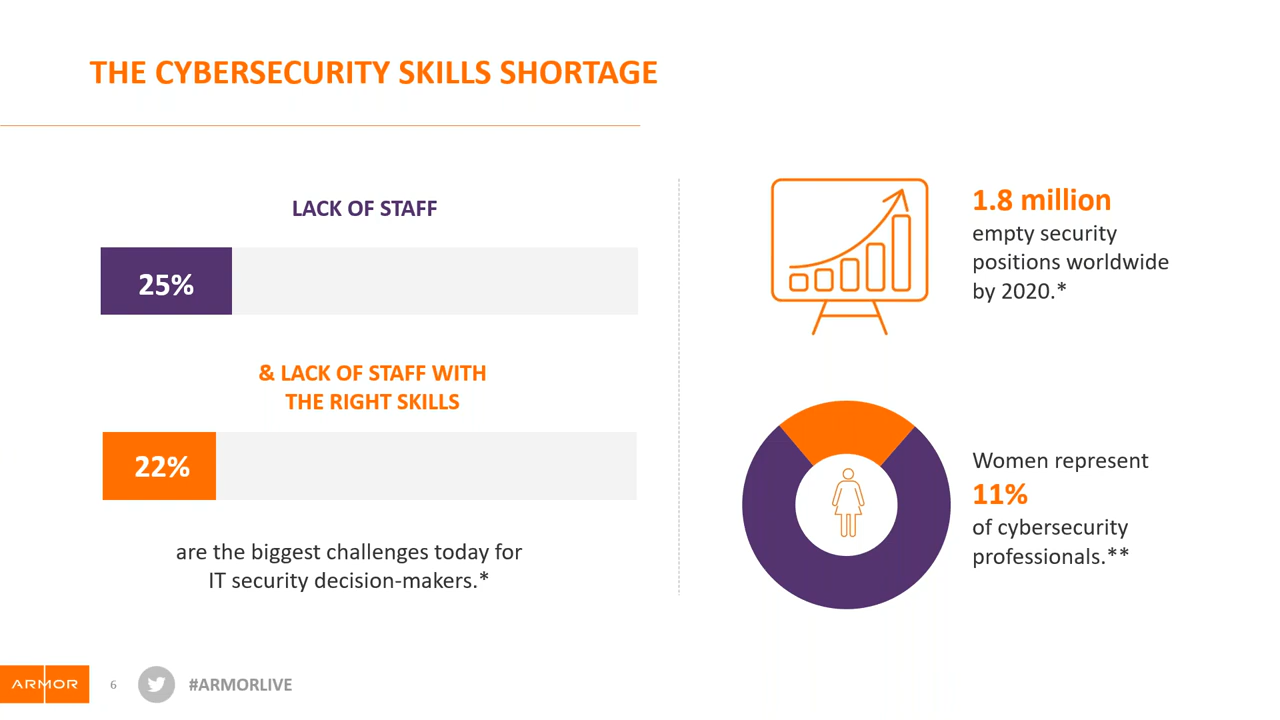 THE CYBERSECURITY SKILLS SHORTAGE
LACK OF STAFF
25%
& LACK OF STAFF WITH
THE RIGHT SKILLS
22%
are the biggest challenges today for
IT security decision-makers.*
1.8 million
empty security
positions worldwide
by 2020.*
Women represent
11%
of cybersecurity
professionals.**
ARMOR
6
#ARMORLIVE